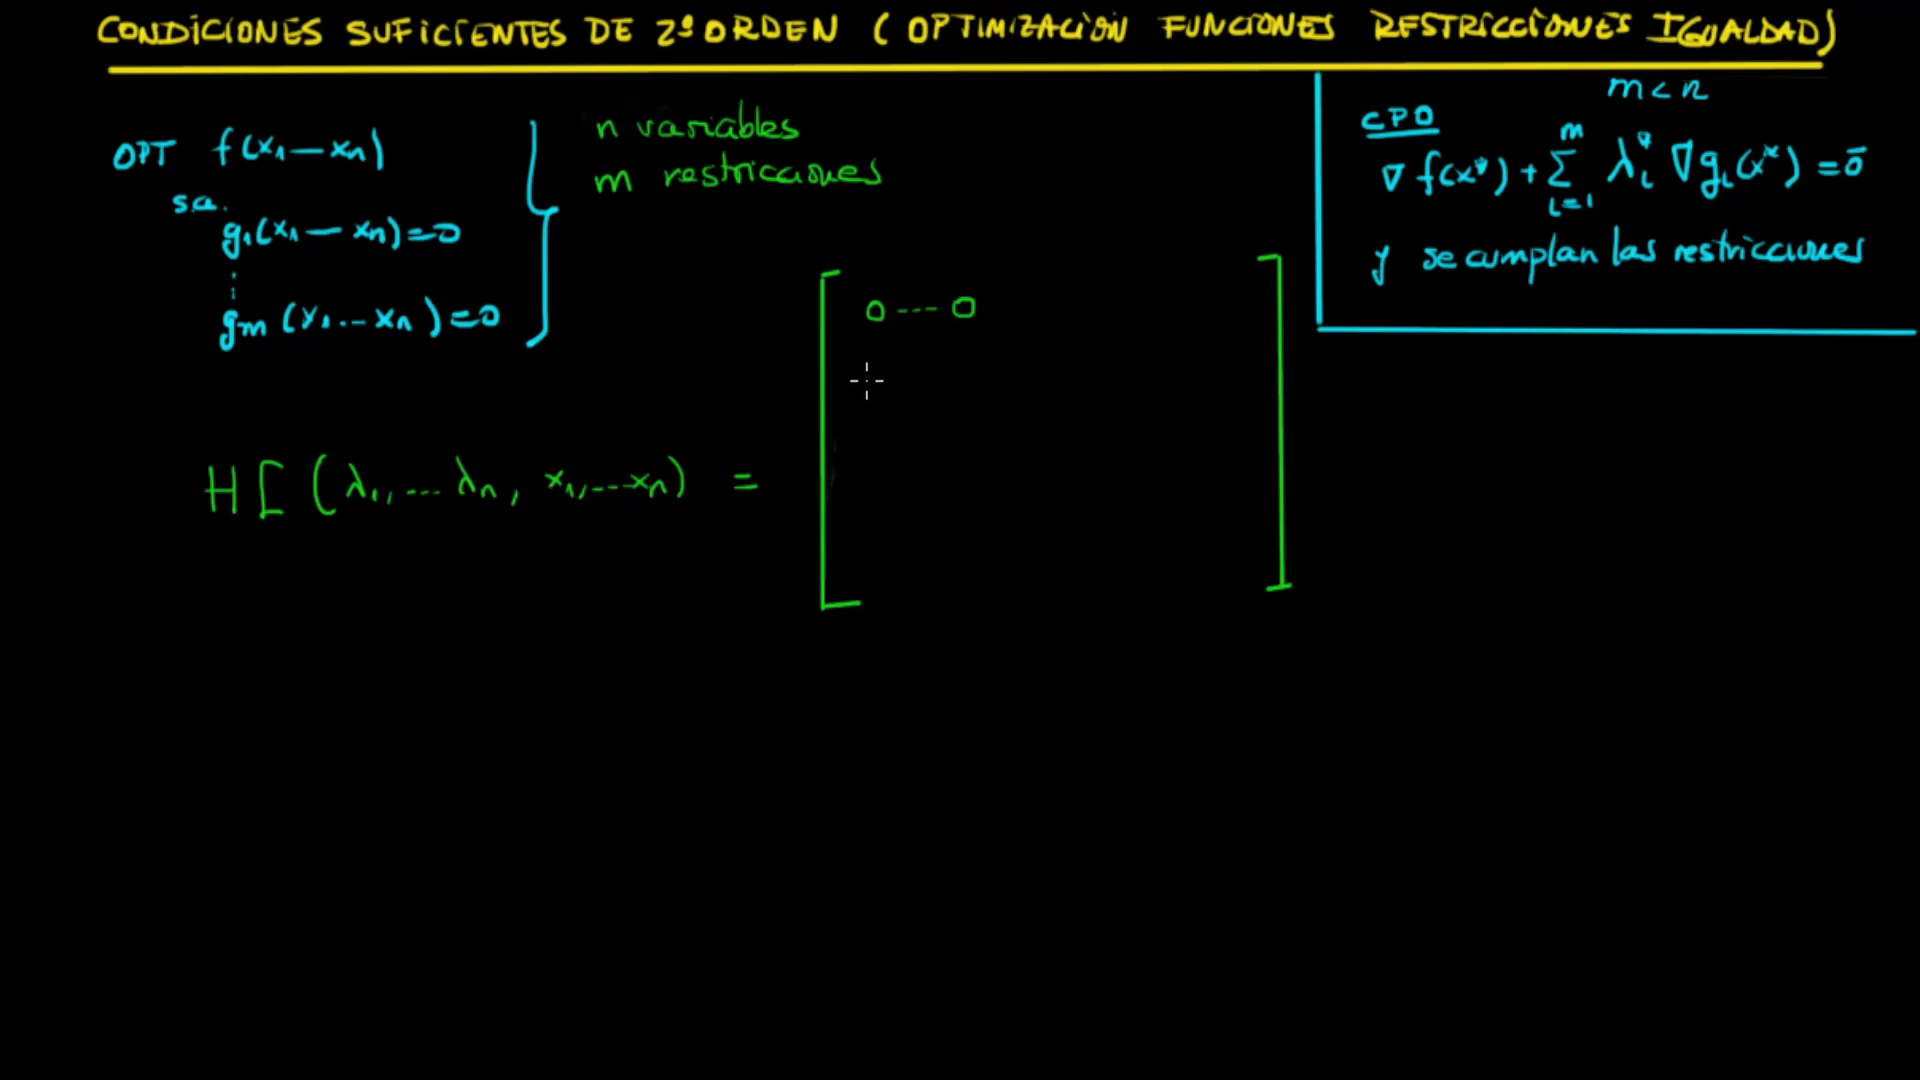 CONDICIONES SUFICIENTES DE 2º ORDEN (OPTIMIZACIÓN FUNCIONES RESTRICCIONES IGUALDAD)
OPT f(x₁—xₙ)
s.a.
g₁(x₁—xₙ)=0
⋮
gₘ(x₁...xₙ)=0
n variables
m restricciones
m<n
CPO
∇f(x*)+∑ᵢ₌₁ᵐ λᵢ* ∇gᵢ(x*)=0̄
y se cumplan las restricciones
H𝓛(λ₁,...λₙ, x₁,...xₙ) = [0---0]